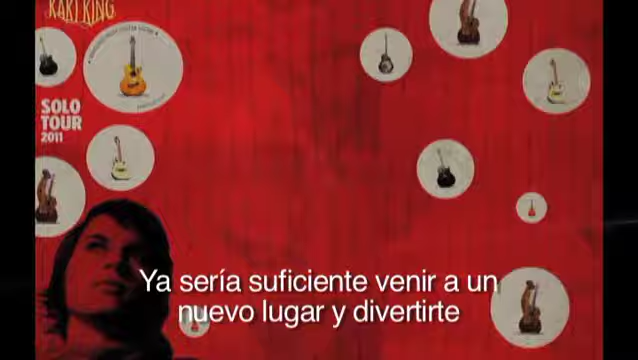 KAKI KING
SOLO
TOUR
2011
Ya sería suficiente venir a un
nuevo lugar y divertirte